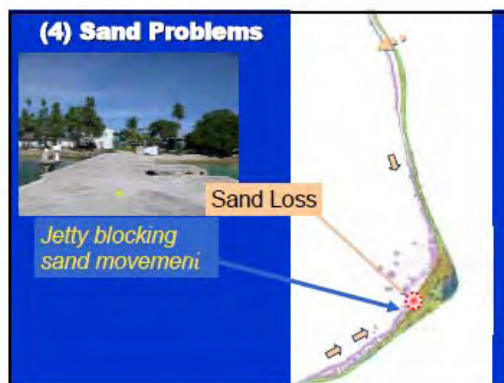 (4) Sand Problems
Sand Loss
Jetty blocking
sand movement